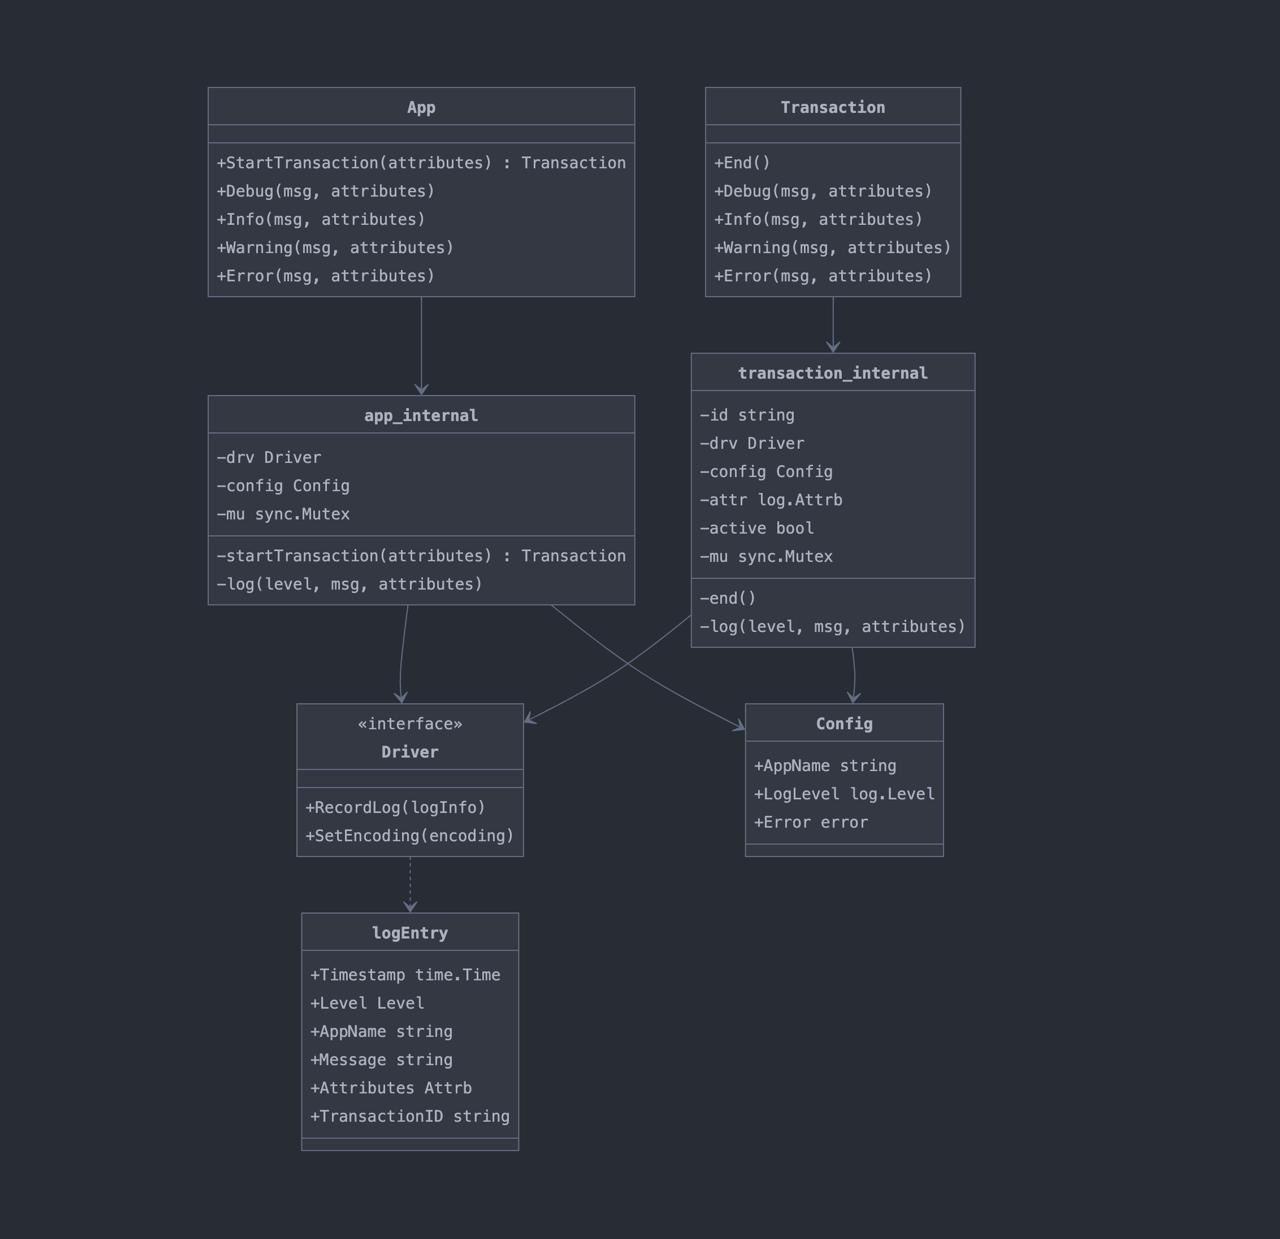 App
+StartTransaction(attributes) : Transaction
+Debug(msg, attributes)
+Info(msg, attributes)
+Warning(msg, attributes)
+Error(msg, attributes)
Transaction
+End()
+Debug(msg, attributes)
+Info(msg, attributes)
+Warning(msg, attributes)
+Error(msg, attributes)
app_internal
-drv Driver
-config Config
-mu sync.Mutex
-startTransaction(attributes) : Transaction
-log(level, msg, attributes)
transaction_internal
-id string
-drv Driver
-config Config
-attr log.Attrb
-active bool
-mu sync.Mutex
-end()
-log(level, msg, attributes)
«interface»
Driver
+RecordLog(logInfo)
+SetEncoding(encoding)
Config
+AppName string
+LogLevel log.Level
+Error error
logEntry
+Timestamp time.Time
+Level Level
+AppName string
+Message string
+Attributes Attrb
+TransactionID string